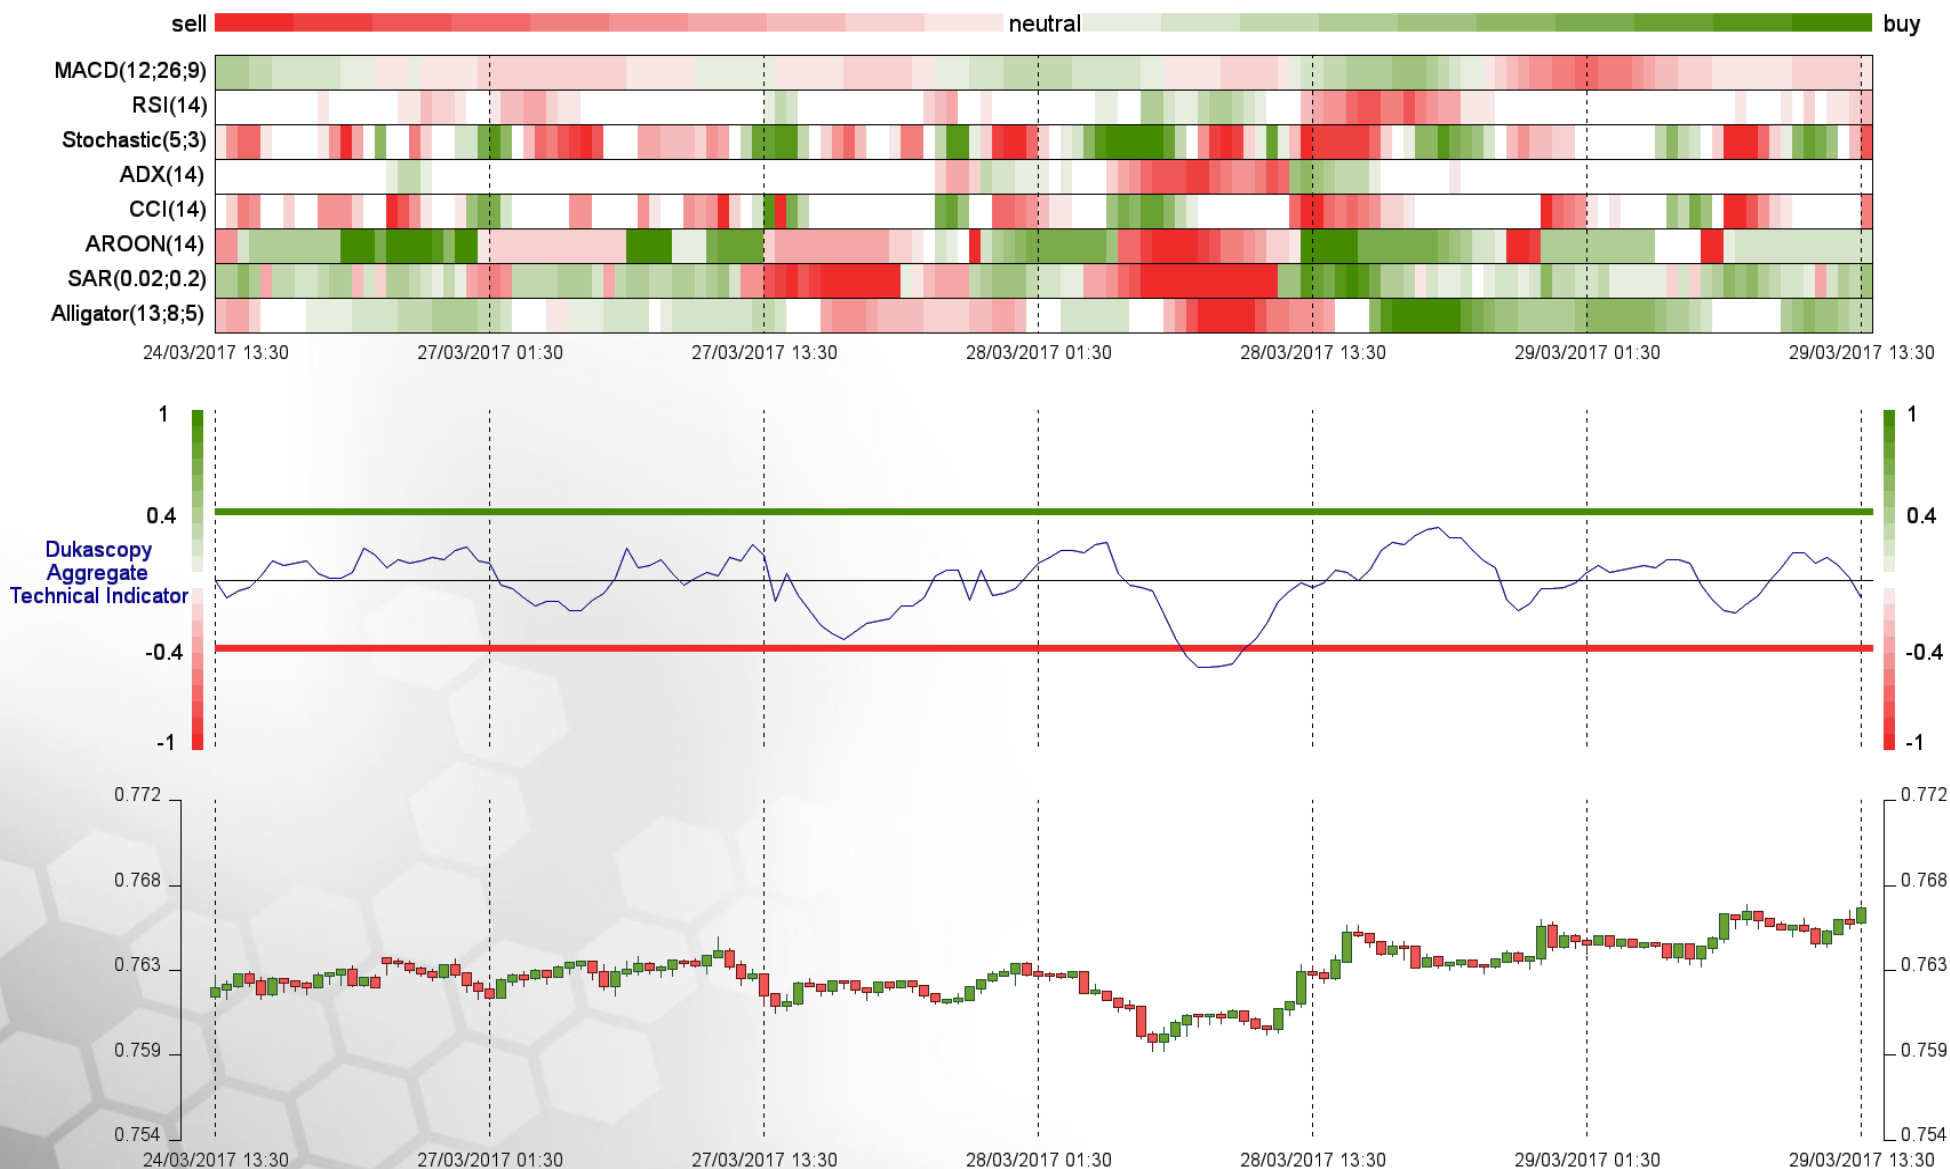 sell neutral buy
MACD(12;26;9)
RSI(14)
Stochastic(5;3)
ADX(14)
CCI(14)
AROON(14)
SAR(0.02;0.2)
Alligator(13;8;5)
24/03/2017 13:30 27/03/2017 01:30 27/03/2017 13:30 28/03/2017 01:30 28/03/2017 13:30 29/03/2017 01:30 29/03/2017 13:30
1 1
0.4 0.4
Dukascopy
Aggregate
Technical Indicator
-0.4 -0.4
-1 -1
0.772 0.772
0.768 0.768
0.763 0.763
0.759 0.759
0.754 0.754
24/03/2017 13:30 27/03/2017 01:30 27/03/2017 13:30 28/03/2017 01:30 28/03/2017 13:30 29/03/2017 01:30 29/03/2017 13:30